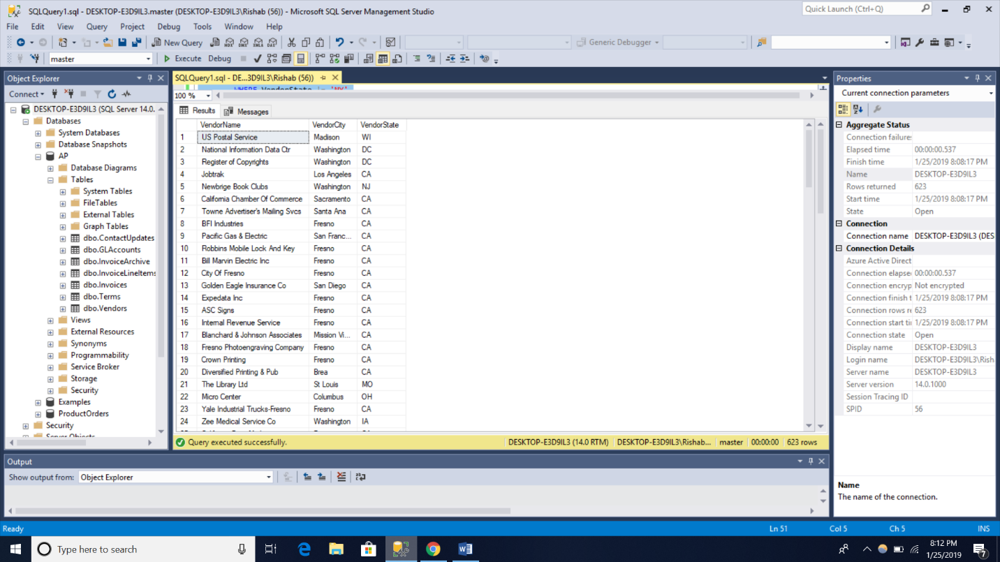 SQLQuery1.sql - DESKTOP-E3D9IL3.master (DESKTOP-E3D9IL3\Rishab (56)) - Microsoft SQL Server Management Studio
Quick Launch (Ctrl+Q)
File Edit View Query Project Debug Tools Window Help
New Query
Generic Debugger
master
Execute Debug
Object Explorer
Connect
DESKTOP-E3D9IL3 (SQL Server 14.0.
Databases
System Databases
Database Snapshots
AP
Database Diagrams
Tables
System Tables
FileTables
External Tables
Graph Tables
dbo.ContactUpdates
dbo.GLAccounts
dbo.InvoiceArchive
dbo.InvoiceLineItems
dbo.Invoices
dbo.Terms
dbo.Vendors
Views
External Resources
Synonyms
Programmability
Service Broker
Storage
Security
Examples
ProductOrders
Security
Server Objects
SQLQuery1.sql - DE...3D9IL3\Rishab (56))
100 %
Results Messages
VendorName VendorCity VendorState
1 US Postal Service Madison WI
2 National Information Data Ctr Washington DC
3 Register of Copyrights Washington DC
4 Jobtrak Los Angeles CA
5 Newbrige Book Clubs Washington NJ
6 California Chamber Of Commerce Sacramento CA
7 Towne Advertiser's Mailing Svcs Santa Ana CA
8 BFI Industries Fresno CA
9 Pacific Gas & Electric San Franc... CA
10 Robbins Mobile Lock And Key Fresno CA
11 Bill Marvin Electric Inc Fresno CA
12 City Of Fresno Fresno CA
13 Golden Eagle Insurance Co San Diego CA
14 Expedata Inc Fresno CA
15 ASC Signs Fresno CA
16 Internal Revenue Service Fresno CA
17 Blanchard & Johnson Associates Mission Vi... CA
18 Fresno Photoengraving Company Fresno CA
19 Crown Printing Fresno CA
20 Diversified Printing & Pub Brea CA
21 The Library Ltd St Louis MO
22 Micro Center Columbus OH
23 Yale Industrial Trucks-Fresno Fresno CA
24 Zee Medical Service Co Washington IA
Query executed successfully. DESKTOP-E3D9IL3 (14.0 RTM) DESKTOP-E3D9IL3\Rishab... master 00:00:00 623 rows
Properties
Current connection parameters
Aggregate Status
Connection failures
Elapsed time 00:00:00.537
Finish time 1/25/2019 8:08:17 PM
Name DESKTOP-E3D9IL3
Rows returned 623
Start time 1/25/2019 8:08:17 PM
State Open
Connection
Connection name DESKTOP-E3D9IL3 (DES
Connection Details
Azure Active Direct
Connection elapse 00:00:00.537
Connection encryp Not encrypted
Connection finish t 1/25/2019 8:08:17 PM
Connection rows re 623
Connection start ti 1/25/2019 8:08:17 PM
Connection state Open
Display name DESKTOP-E3D9IL3
Login name DESKTOP-E3D9IL3\Rish
Server name DESKTOP-E3D9IL3
Server version 14.0.1000
Session Tracing ID
SPID 56
Name
The name of the connection.
Output
Show output from: Object Explorer
Ready Ln 51 Col 5 Ch 5 INS
Type here to search
8:12 PM
1/25/2019
7